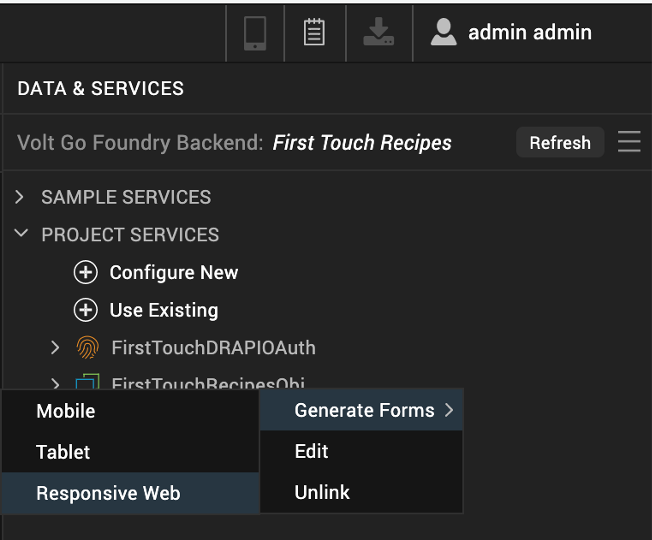 admin admin
DATA & SERVICES
Volt Go Foundry Backend: First Touch Recipes Refresh
SAMPLE SERVICES
PROJECT SERVICES
Configure New
Use Existing
FirstTouchDRAPIOAuth
FirstTouchRecipesObj
Mobile
Tablet
Responsive Web
Generate Forms
Edit
Unlink